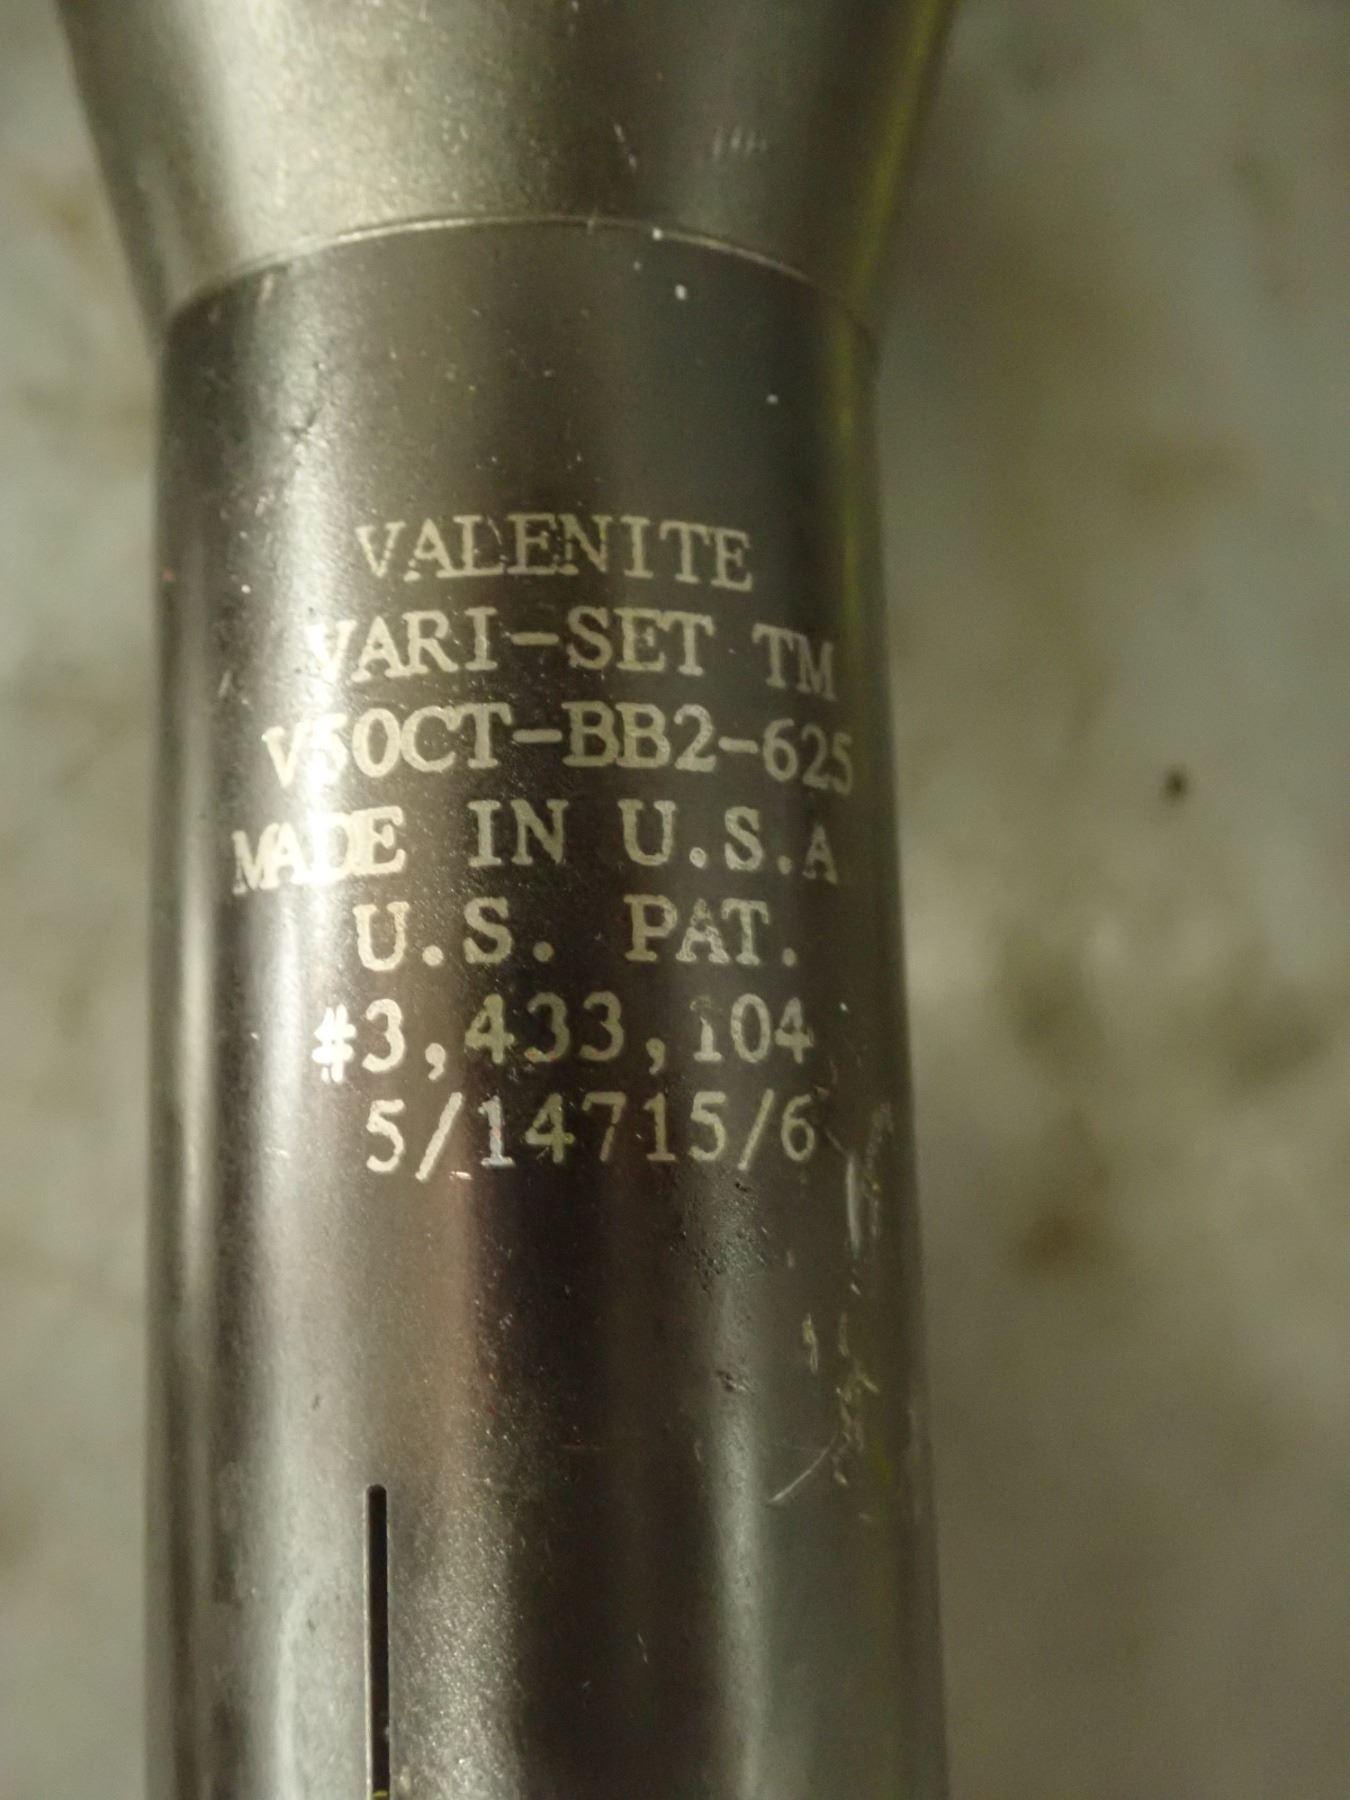 VALENITE
VARI-SET TM
V50CT-BB2-625
MADE IN U.S.A
U.S. PAT.
#3,433,104
5/14715/6